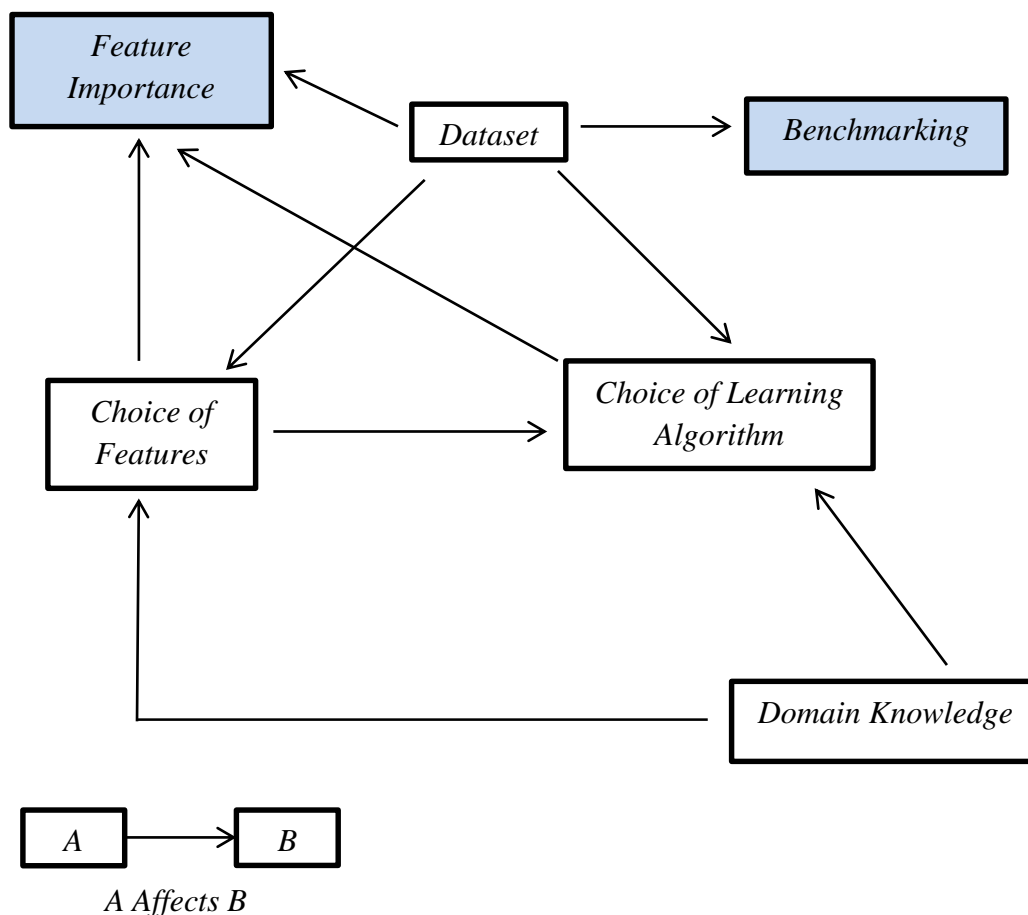 Feature
Importance
Dataset
Benchmarking
Choice of
Features
Choice of Learning
Algorithm
Domain Knowledge
A
B
A Affects B